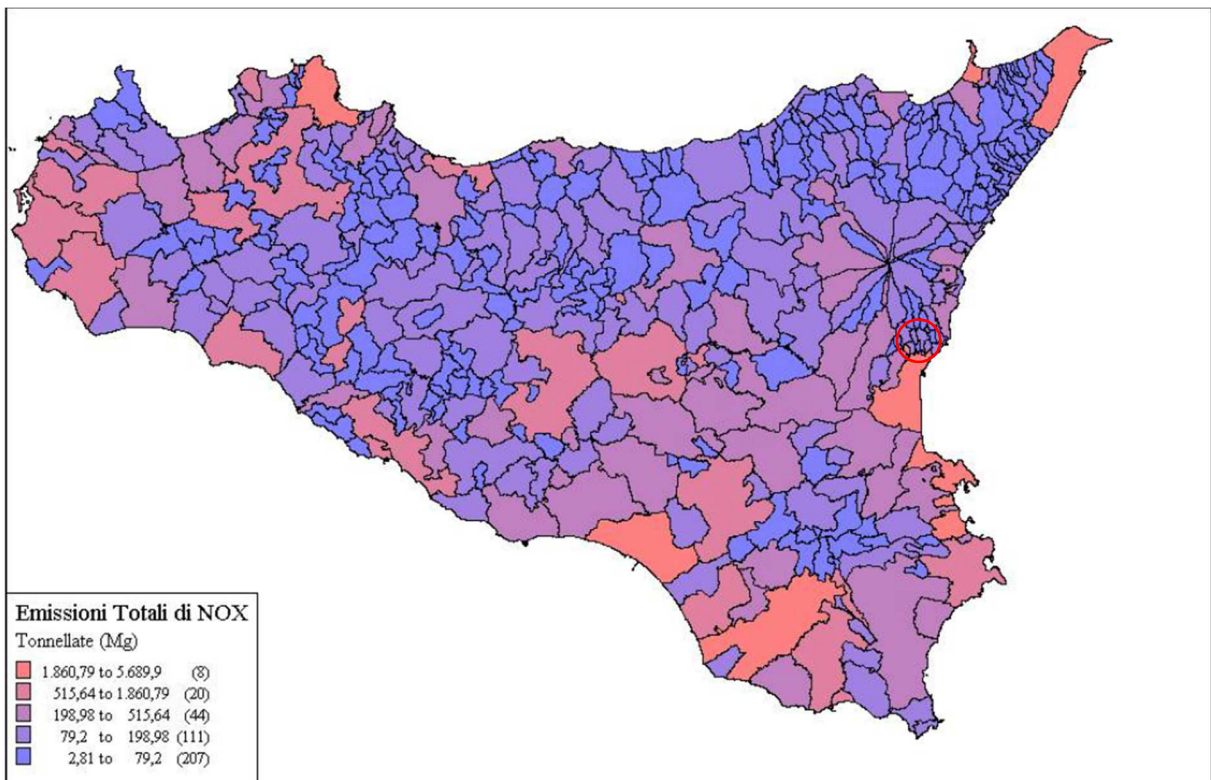 Emissioni Totali di NOX
Tonnellate (Mg)
1.860,79 to 5.689,9 (8)
515,64 to 1.860,79 (20)
198,98 to 515,64 (44)
79,2 to 198,98 (111)
2,81 to 79,2 (207)